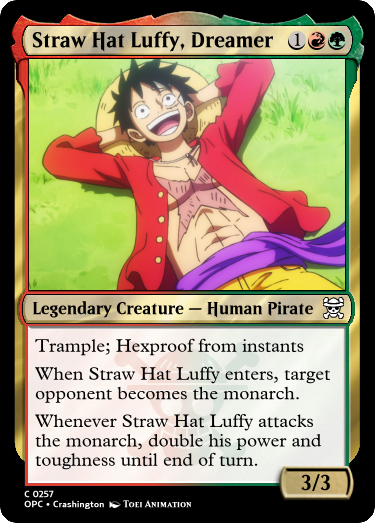 Straw Hat Luffy, Dreamer 1
Legendary Creature — Human Pirate
Trample; Hexproof from instants
When Straw Hat Luffy enters, target
opponent becomes the monarch.
Whenever Straw Hat Luffy attacks
the monarch, double his power and
toughness until end of turn.
3/3
C 0257
OPC • Crashington Toei Animation